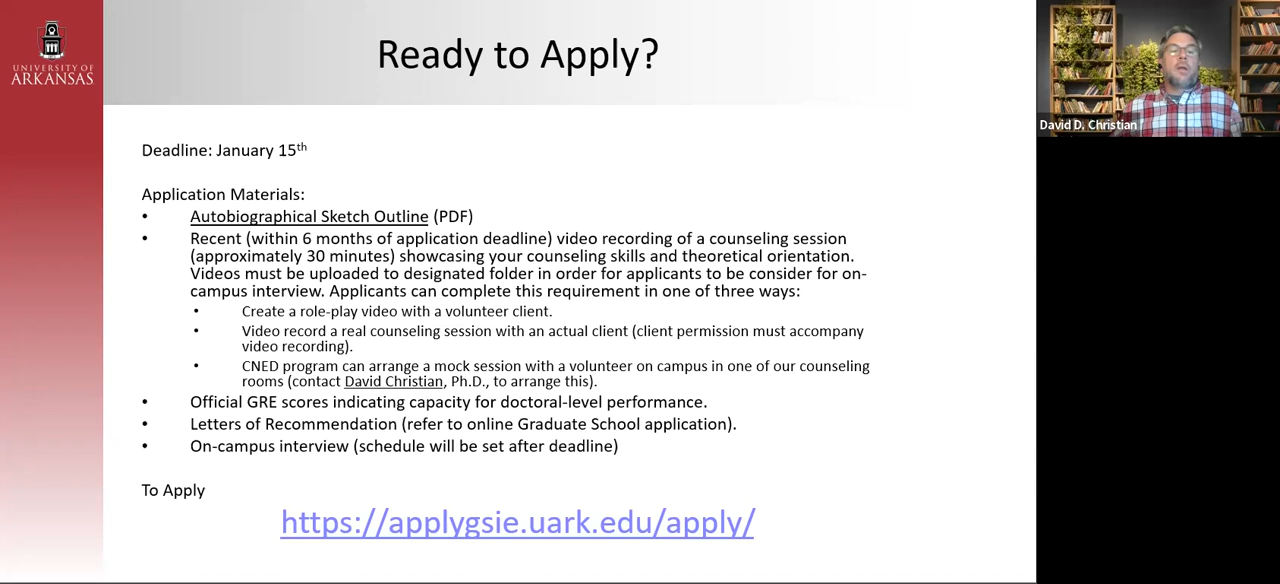 UNIVERSITY OF
ARKANSAS
Ready to Apply?
David D. Christian
Deadline: January 15th
Application Materials:
• Autobiographical Sketch Outline (PDF)
• Recent (within 6 months of application deadline) video recording of a counseling session
(approximately 30 minutes) showcasing your counseling skills and theoretical orientation.
Videos must be uploaded to designated folder in order for applicants to be consider for on-
campus interview. Applicants can complete this requirement in one of three ways:
• Create a role-play video with a volunteer client.
• Video record a real counseling session with an actual client (client permission must accompany
video recording).
• CNED program can arrange a mock session with a volunteer on campus in one of our counseling
rooms (contact David Christian, Ph.D., to arrange this).
• Official GRE scores indicating capacity for doctoral-level performance.
• Letters of Recommendation (refer to online Graduate School application).
• On-campus interview (schedule will be set after deadline)
To Apply
https://applygsie.uark.edu/apply/